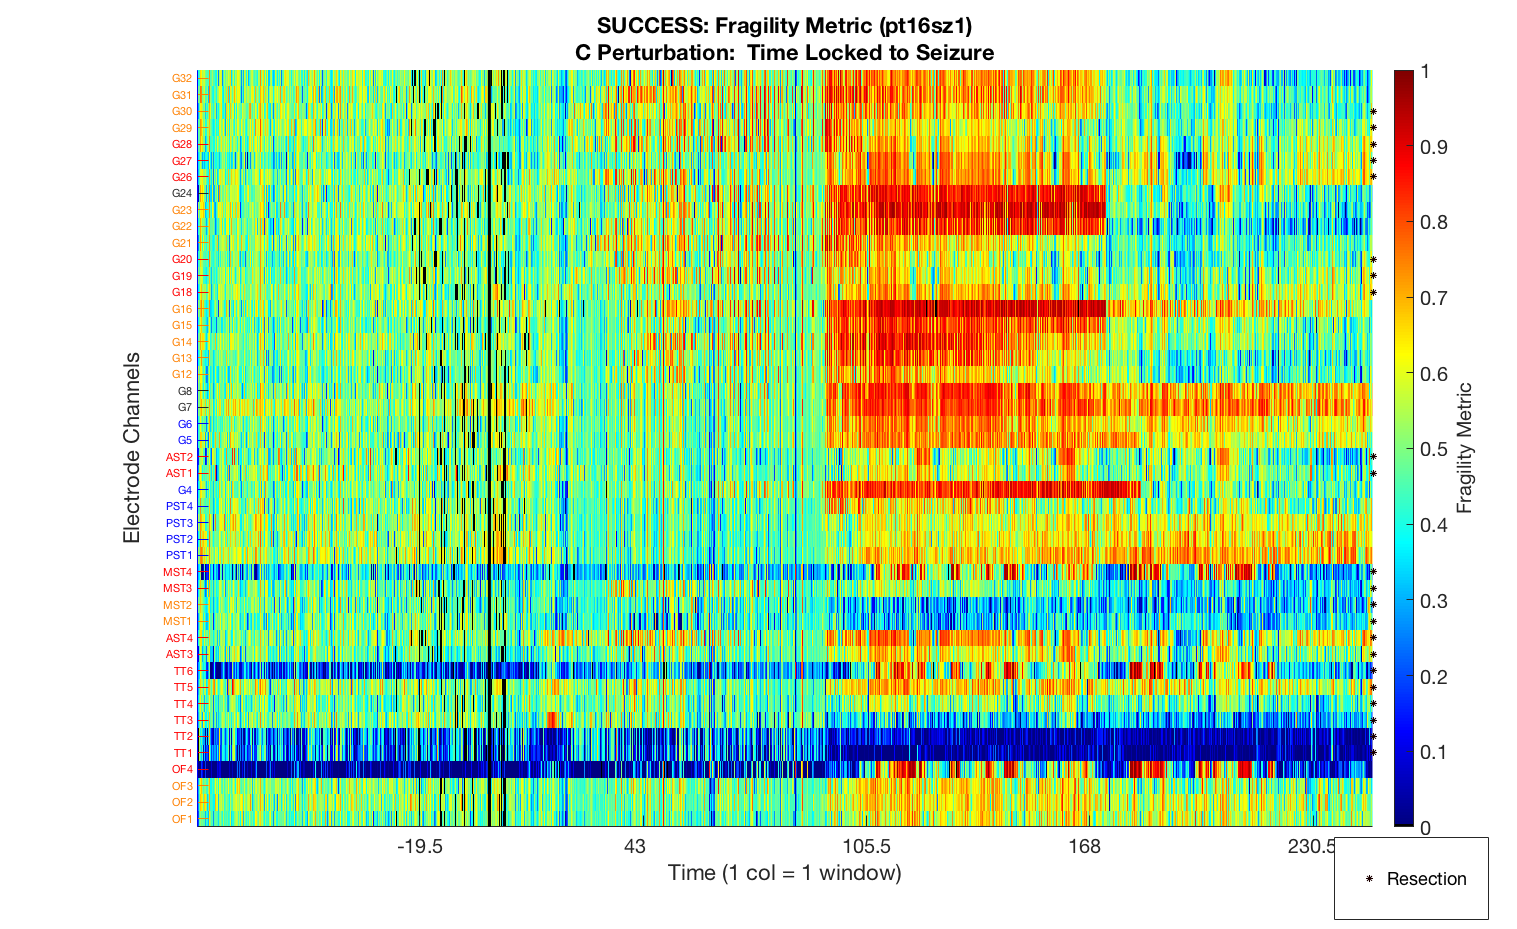 SUCCESS: Fragility Metric (pt16sz1)
C Perturbation: Time Locked to Seizure
Electrode Channels
G32
G31
G30
G29
G28
G27
G26
G24
G23
G22
G21
G20
G19
G18
G16
G15
G14
G13
G12
G8
G7
G6
G5
AST2
AST1
G4
PST4
PST3
PST2
PST1
MST4
MST3
MST2
MST1
AST4
AST3
TT6
TT5
TT4
TT3
TT2
TT1
OF4
OF3
OF2
OF1
-19.5 43 105.5 168 230.5
Time (1 col = 1 window)
1
0.9
0.8
0.7
0.6
0.5
0.4
0.3
0.2
0.1
0
Fragility Metric
* Resection